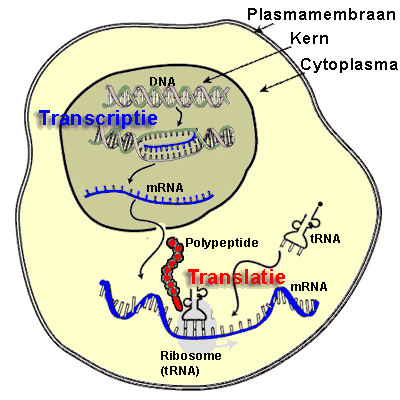 Plasmamembraan
Kern
Cytoplasma
DNA
Transcriptie
mRNA
Polypeptide
tRNA
Translatie
mRNA
Ribosome
(tRNA)